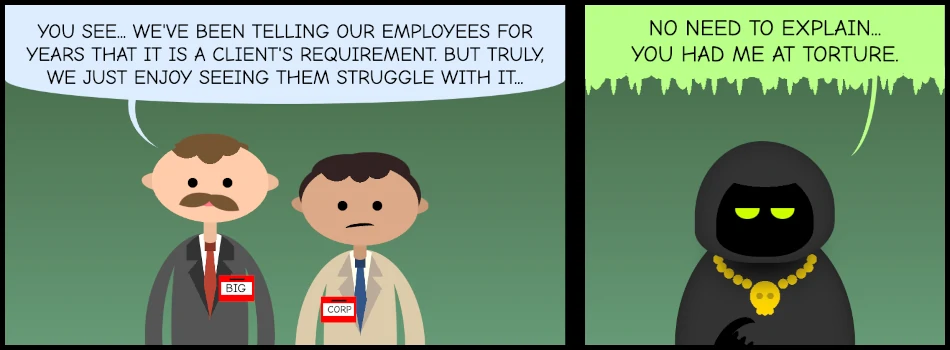 YOU SEE... WE'VE BEEN TELLING OUR EMPLOYEES FOR
YEARS THAT IT IS A CLIENT'S REQUIREMENT. BUT TRULY,
WE JUST ENJOY SEEING THEM STRUGGLE WITH IT...
BIG
CORP
NO NEED TO EXPLAIN...
YOU HAD ME AT TORTURE.